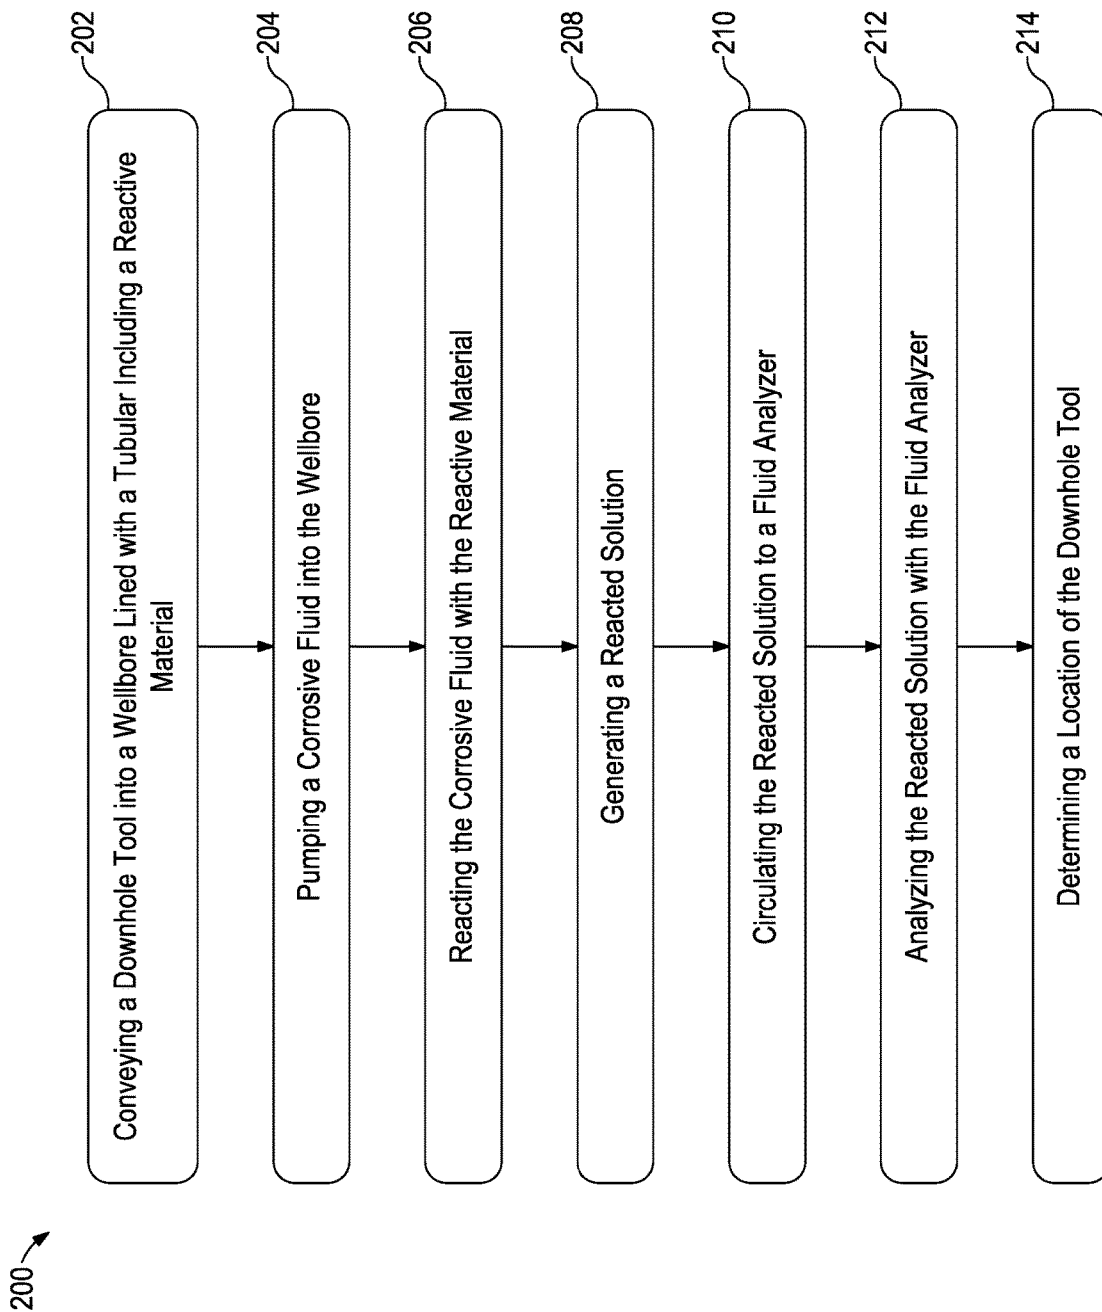 200
202
Conveying a Downhole Tool into a Wellbore Lined with a Tubular Including a Reactive
Material
204
Pumping a Corrosive Fluid into the Wellbore
206
Reacting the Corrosive Fluid with the Reactive Material
208
Generating a Reacted Solution
210
Circulating the Reacted Solution to a Fluid Analyzer
212
Analyzing the Reacted Solution with the Fluid Analyzer
214
Determining a Location of the Downhole Tool